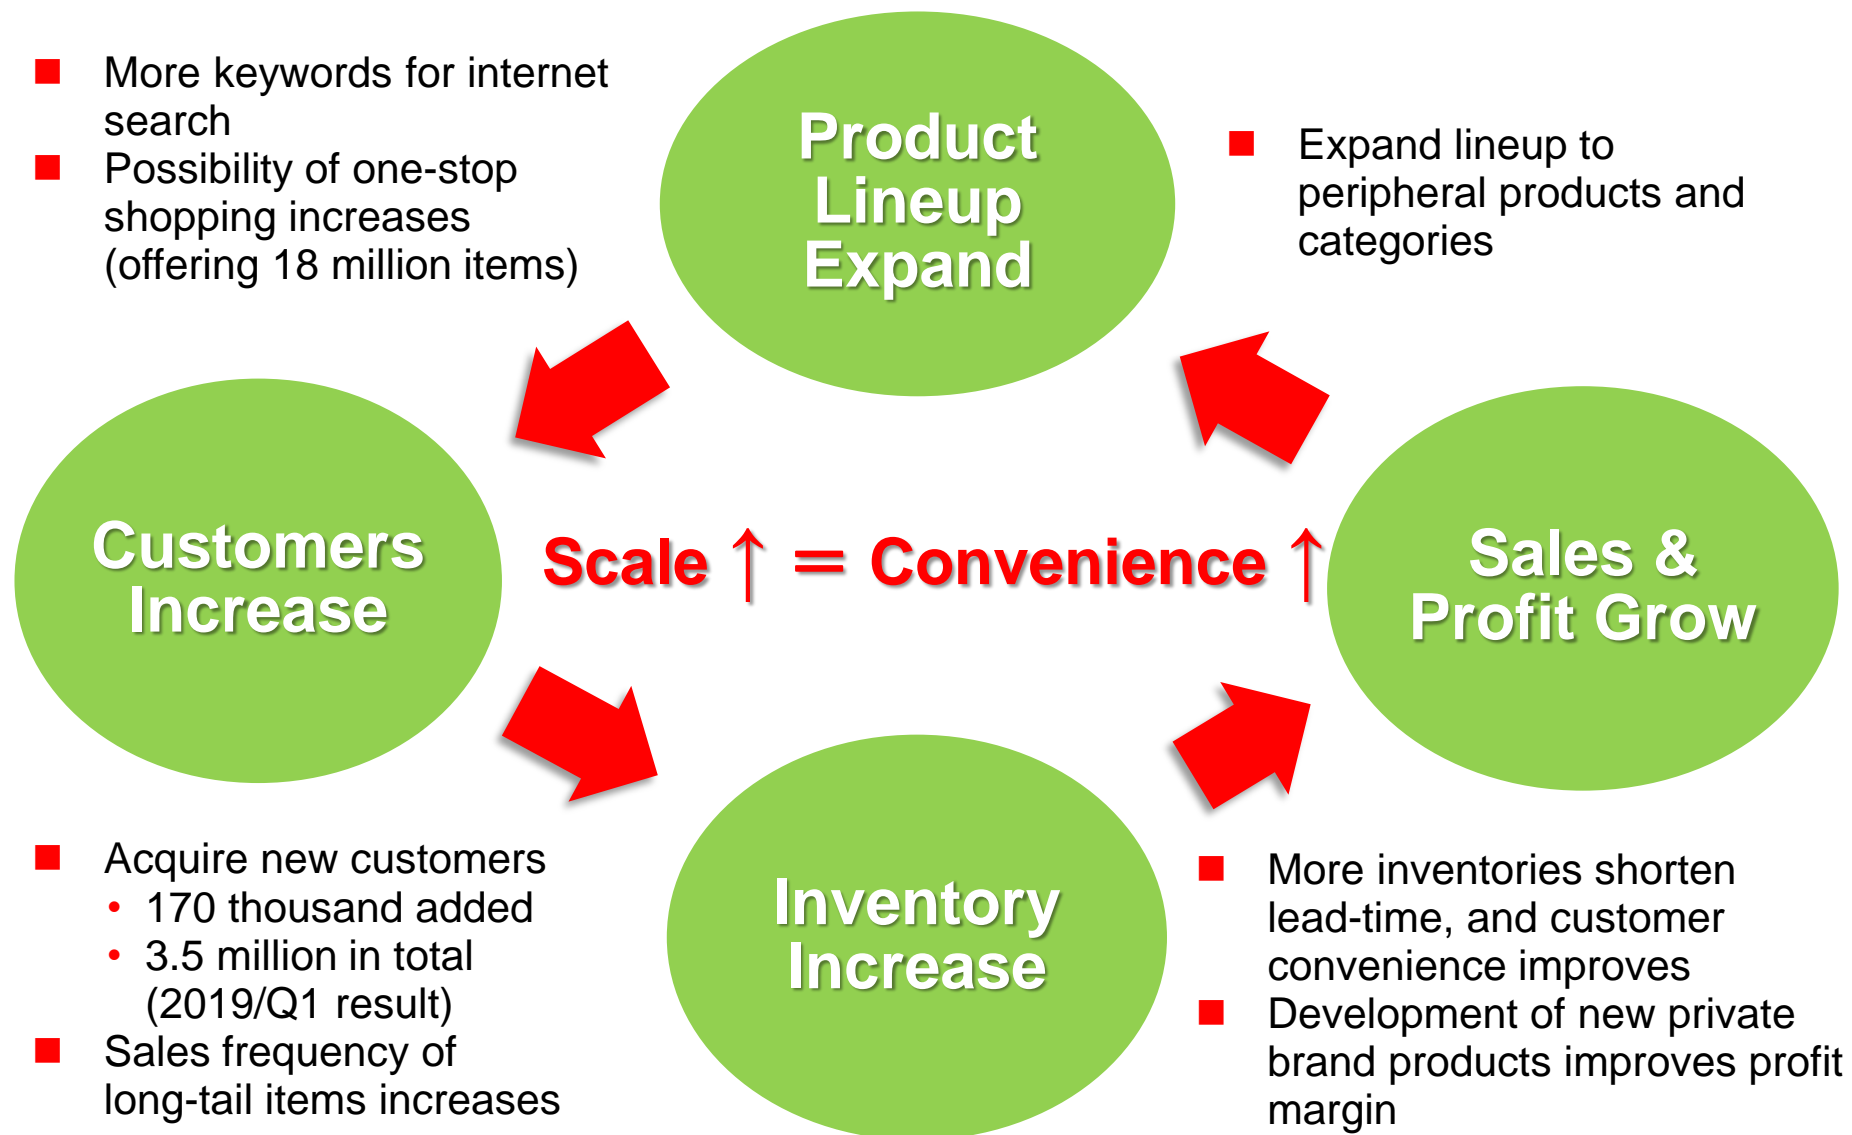 ■ More keywords for internet
search
■ Possibility of one-stop
shopping increases
(offering 18 million items)
Product
Lineup
Expand
■ Expand lineup to
peripheral products and
categories
Customers
Increase
Scale ↑ = Convenience ↑
Sales &
Profit Grow
■ Acquire new customers
• 170 thousand added
• 3.5 million in total
(2019/Q1 result)
■ Sales frequency of
long-tail items increases
Inventory
Increase
■ More inventories shorten
lead-time, and customer
convenience improves
■ Development of new private
brand products improves profit
margin